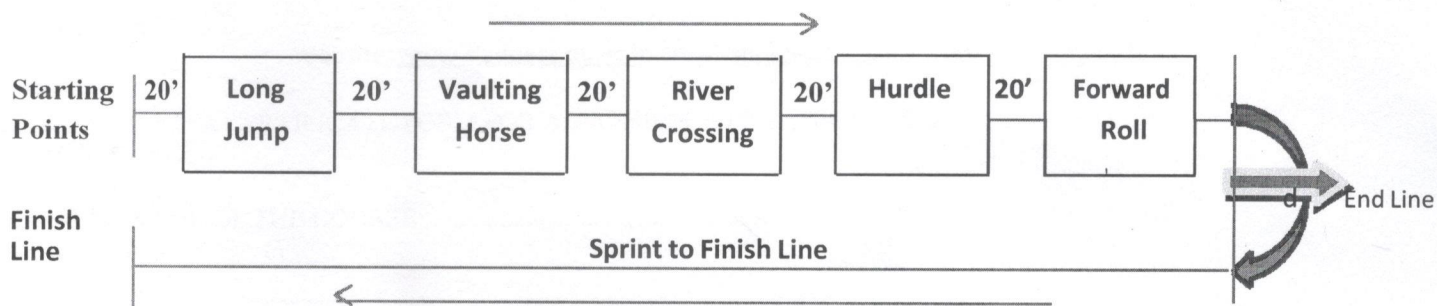 Starting
Points
20'
Long
Jump
20'
Vaulting
Horse
20'
River
Crossing
20'
Hurdle
20'
Forward
Roll
d
End Line
Finish
Line
Sprint to Finish Line